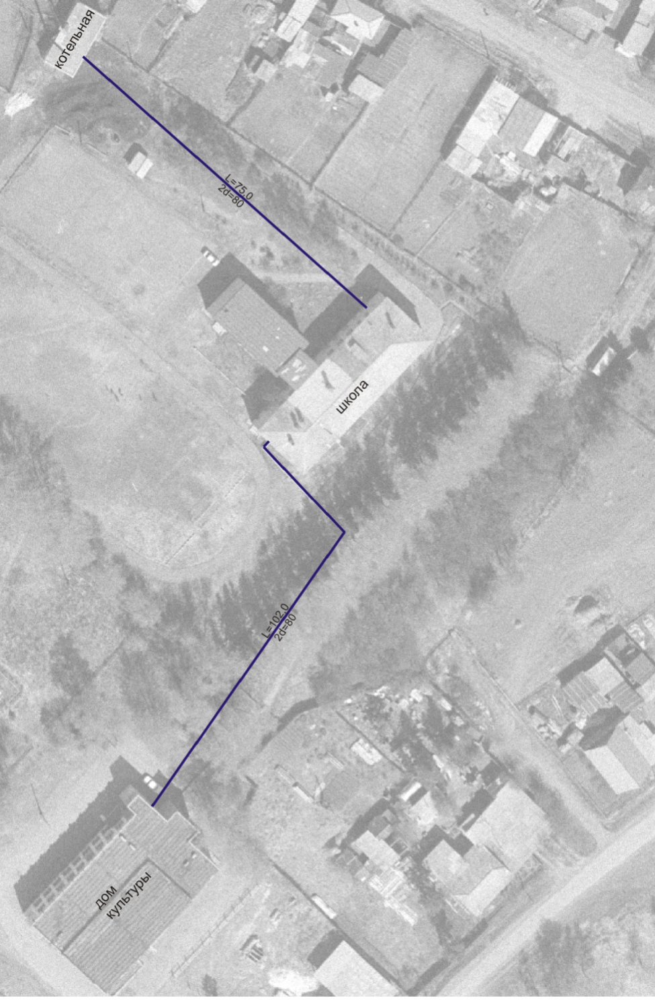 котельная
L=75,0
2d=80
школа
L=102,0
2d=80
дом
культуры